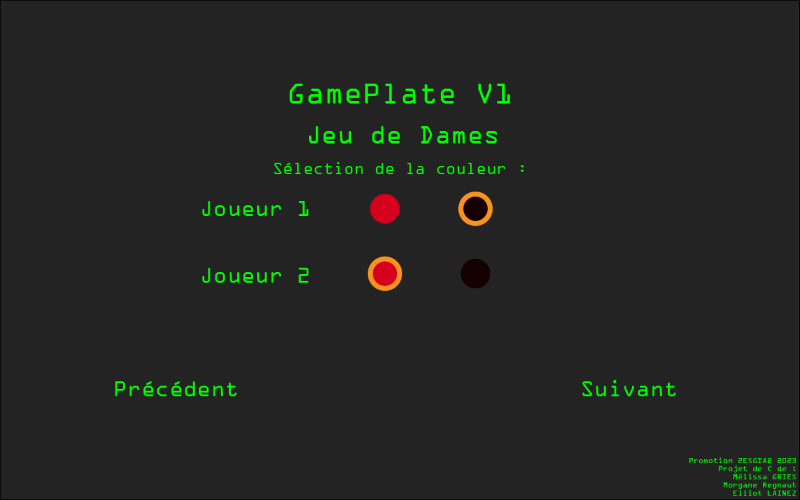 GamePlate V1
Jeu de Dames
Sélection de la couleur :
Joueur 1
Joueur 2
Précédent
Suivant
Promotion 2ESGIA2 2023
Projet de C de :
Mélissa GRIES
Morgane Regnaut
Elliot LAINEZ